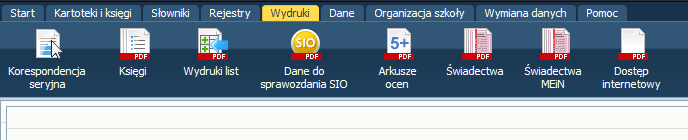 Start Kartoteki i księgi Słowniki Rejestry Wydruki Dane Organizacja szkoły Wymiana danych Pomoc
PDF PDF SIO PDF 5+ PDF PDF PDF PDF
Korespondencja seryjna
Księgi
Wydruki list
Dane do sprawozdania SIO
Arkusze ocen
Świadectwa
Świadectwa MEiN
Dostęp internetowy